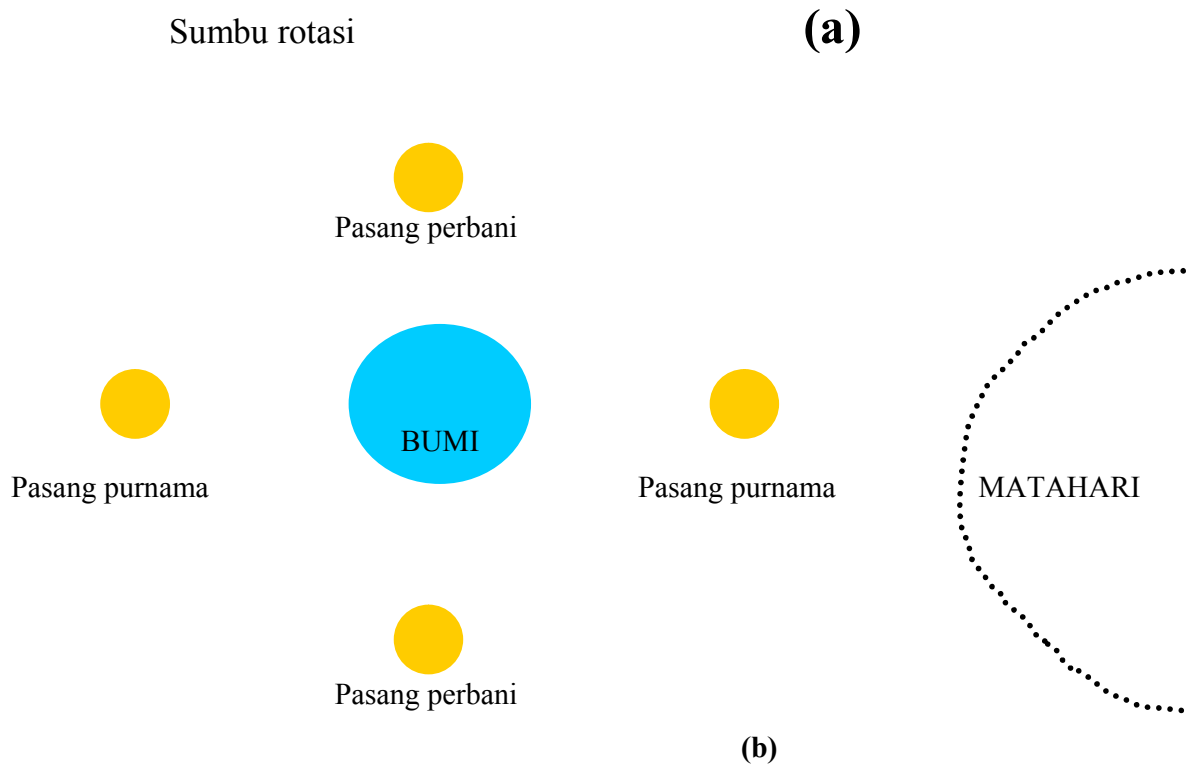 Sumbu rotasi
(a)
Pasang perbani
BUMI
Pasang purnama
Pasang purnama
MATAHARI
Pasang perbani
(b)